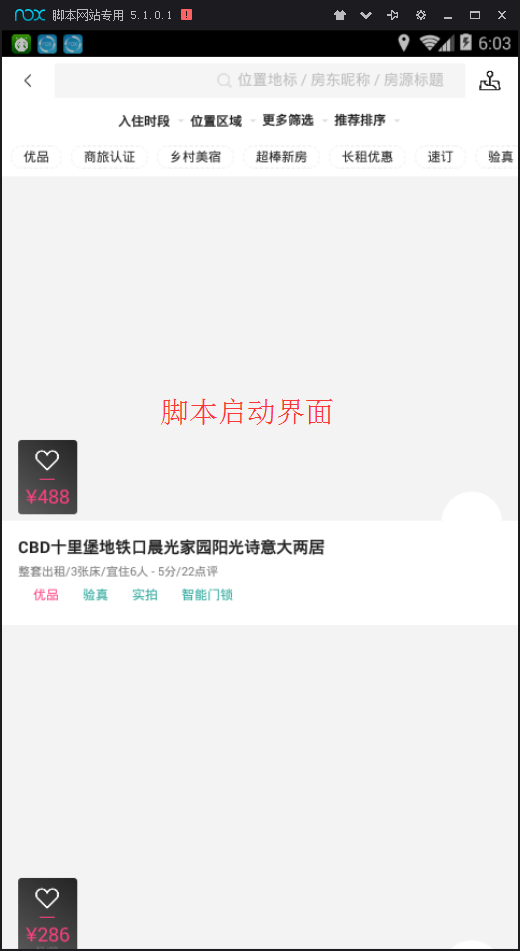 nox 脚本网站专用 5.1.0.1
6:03
位置地标 / 房东昵称 / 房源标题
入住时段 位置区域 更多筛选 推荐排序
优品 商旅认证 乡村美宿 超棒新房 长租优惠 速订 验真
脚本启动界面
¥488
CBD十里堡地铁口晨光家园阳光诗意大两居
整套出租/3张床/宜住6人 - 5分/22点评
优品 验真 实拍 智能门锁
¥286